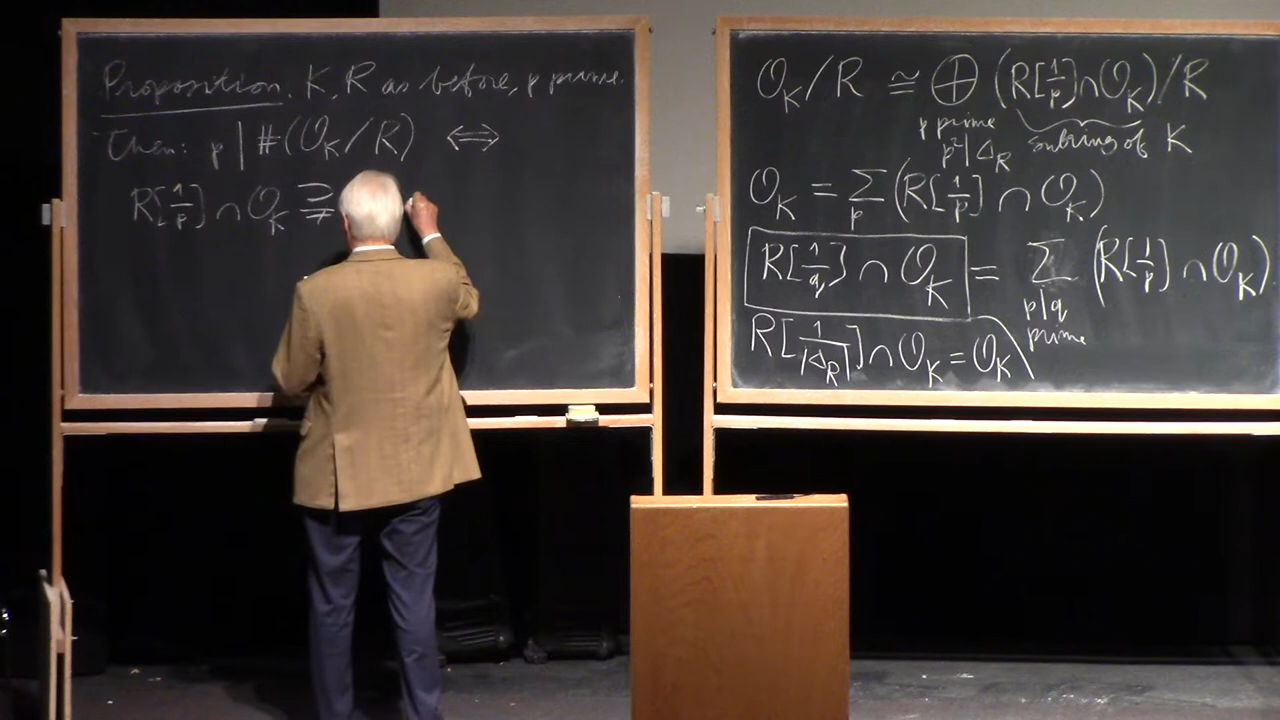 Proposition. K, R as before, p prime.
Then: p | #(O_K/R) ⇔
R[1/p] ∩ O_K ⊋
O_K/R ≅ ⊕ (R[1/p] ∩ O_K)/R
p prime
p²|Δ_R
subring of K
O_K = Σ_p (R[1/p] ∩ O_K)
R[1/q] ∩ O_K = Σ (R[1/p] ∩ O_K)
p|q
prime
R[1/|Δ_R|] ∩ O_K = O_K